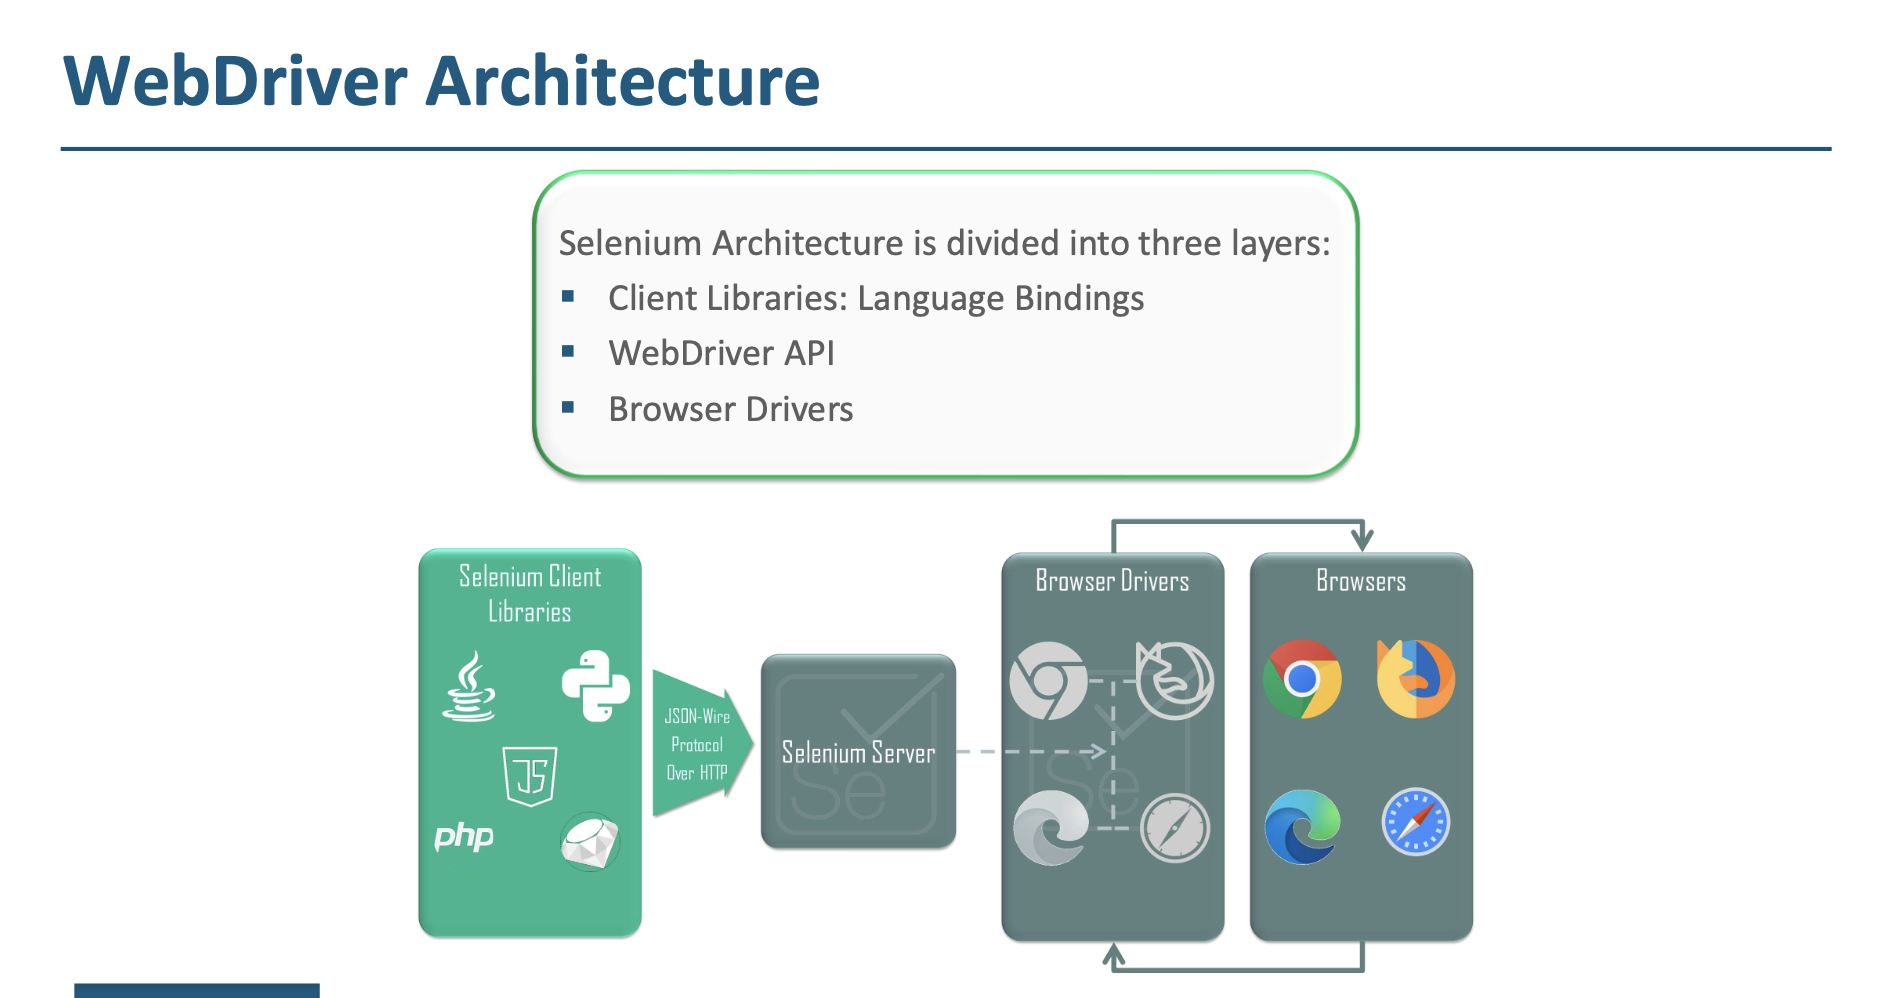 WebDriver Architecture
Selenium Architecture is divided into three layers:
Client Libraries: Language Bindings
WebDriver API
Browser Drivers
Selenium Client
Libraries
JS
php
JSON-Wire
Protocol
Over HTTP
Selenium Server
Se
Browser Drivers
Se
Browsers